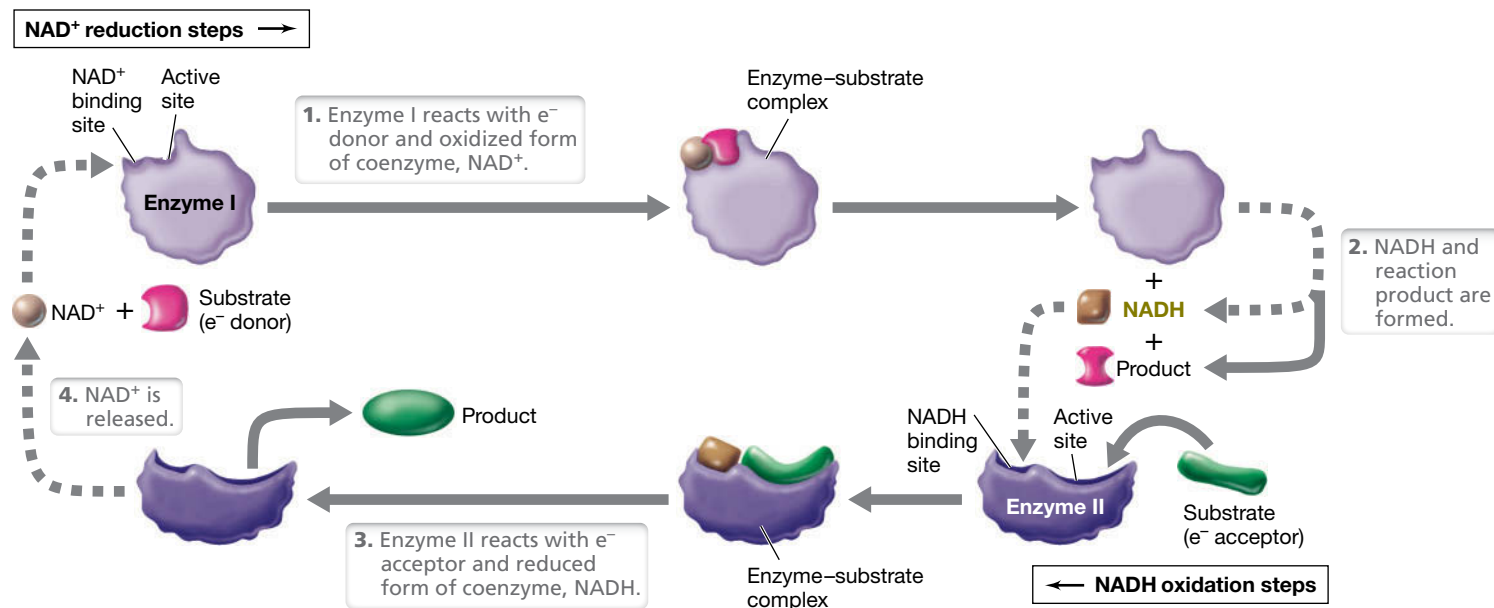 NAD⁺ reduction steps →
NAD⁺
binding
site
Active
site
1. Enzyme I reacts with e⁻
donor and oxidized form
of coenzyme, NAD⁺.
Enzyme–substrate
complex
Enzyme I
2. NADH and
reaction
product are
formed.
NAD⁺ +
Substrate
(e⁻ donor)
+
NADH
+
Product
4. NAD⁺ is
released.
Product
NADH
binding
site
Active
site
Enzyme II
Substrate
(e⁻ acceptor)
3. Enzyme II reacts with e⁻
acceptor and reduced
form of coenzyme, NADH.
Enzyme–substrate
complex
← NADH oxidation steps